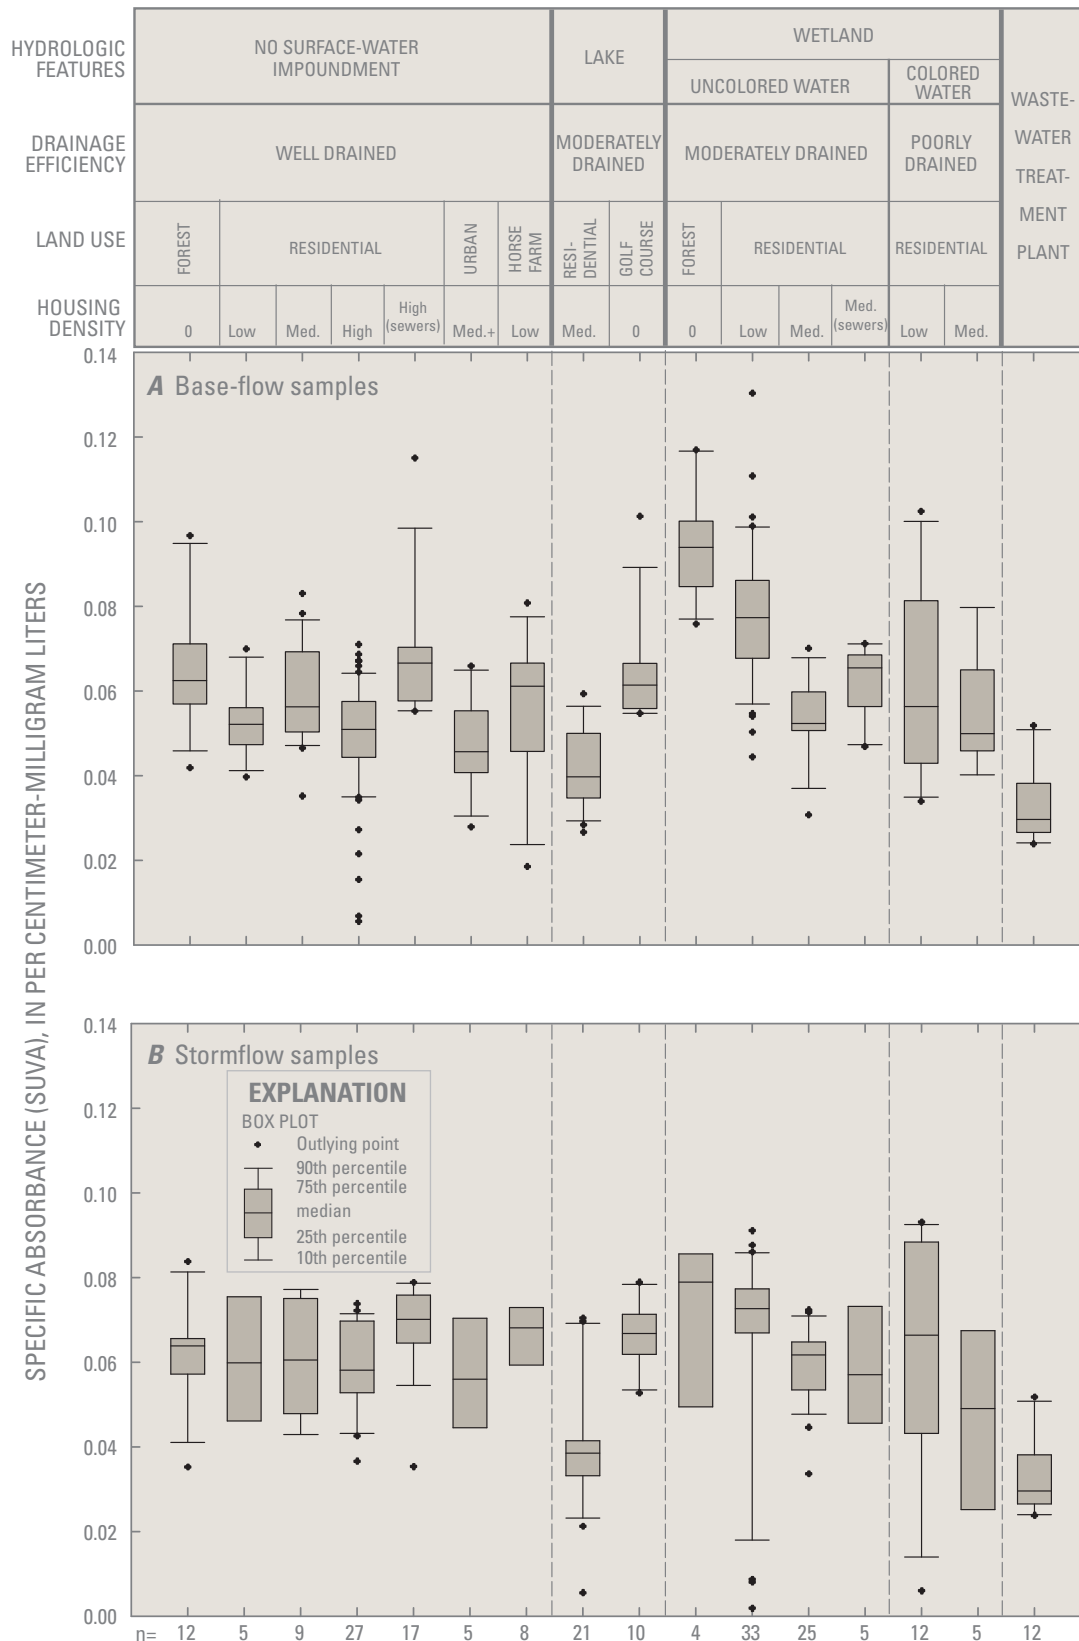 HYDROLOGIC
FEATURES
NO SURFACE-WATER
IMPOUNDMENT
LAKE
WETLAND
UNCOLORED WATER
COLORED
WATER
WASTE-
WATER
TREAT-
MENT
PLANT
DRAINAGE
EFFICIENCY
WELL DRAINED
MODERATELY
DRAINED
MODERATELY DRAINED
POORLY
DRAINED
LAND USE
FOREST
RESIDENTIAL
URBAN
HORSE
FARM
RESI-
DENTIAL
GOLF
COURSE
FOREST
RESIDENTIAL
RESIDENTIAL
HOUSING
DENSITY
0
Low
Med.
High
High
(sewers)
Med.+
Low
Med.
0
0
Low
Med.
Med.
(sewers)
Low
Med.
SPECIFIC ABSORBANCE (SUVA), IN PER CENTIMETER-MILLIGRAM LITERS
A Base-flow samples
0.14
0.12
0.10
0.08
0.06
0.04
0.02
0.00
B Stormflow samples
EXPLANATION
BOX PLOT
Outlying point
90th percentile
75th percentile
median
25th percentile
10th percentile
0.14
0.12
0.10
0.08
0.06
0.04
0.02
0.00
n= 12 5 9 27 17 5 8 21 10 4 33 25 5 12 5 12